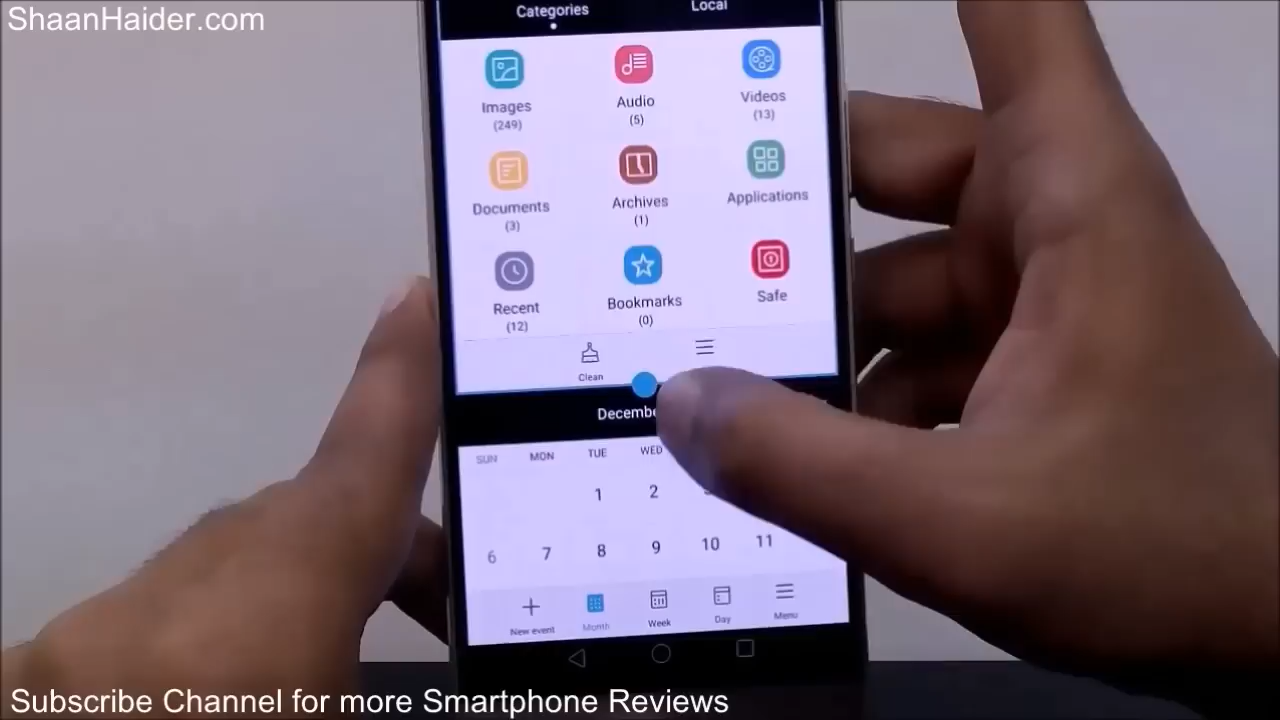 ShaanHaider.com
Categories Local
Images Audio Videos
(249) (5) (13)
Documents Archives Applications
(3) (1)
Recent Bookmarks Safe
(12) (0)
Clean
SUN MON TUE WED
1 2
6 7 8 9 10 11
New event Month Week Day Menu
Subscribe Channel for more Smartphone Reviews